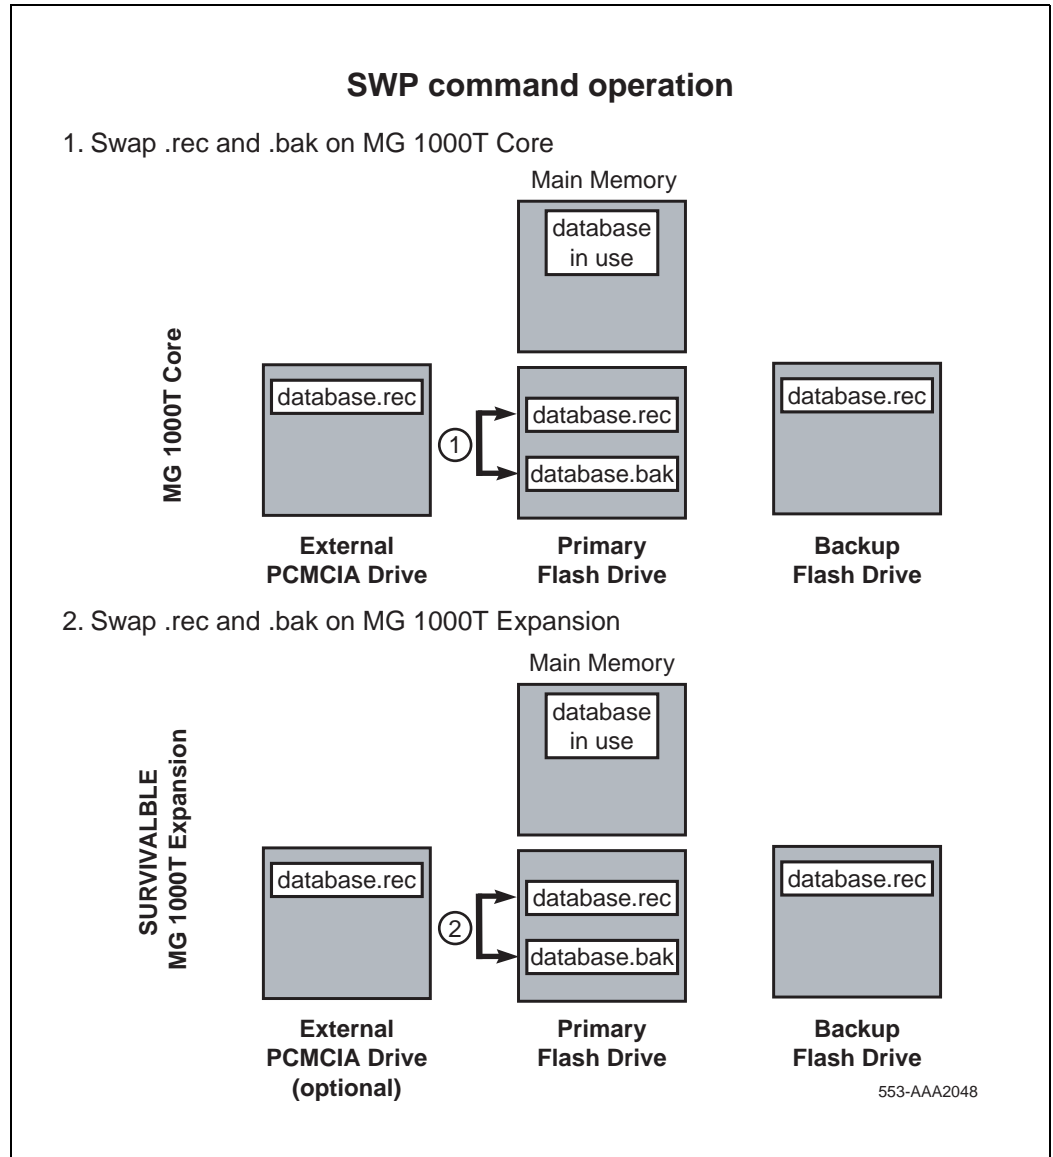 SWP command operation
1. Swap .rec and .bak on MG 1000T Core
Main Memory
database
in use
MG 1000T Core
database.rec
1
database.rec
database.bak
database.rec
External
PCMCIA Drive
Primary
Flash Drive
Backup
Flash Drive
2. Swap .rec and .bak on MG 1000T Expansion
Main Memory
database
in use
SURVIVALBLE
MG 1000T Expansion
database.rec
2
database.rec
database.bak
database.rec
External
PCMCIA Drive
(optional)
Primary
Flash Drive
Backup
Flash Drive
553-AAA2048